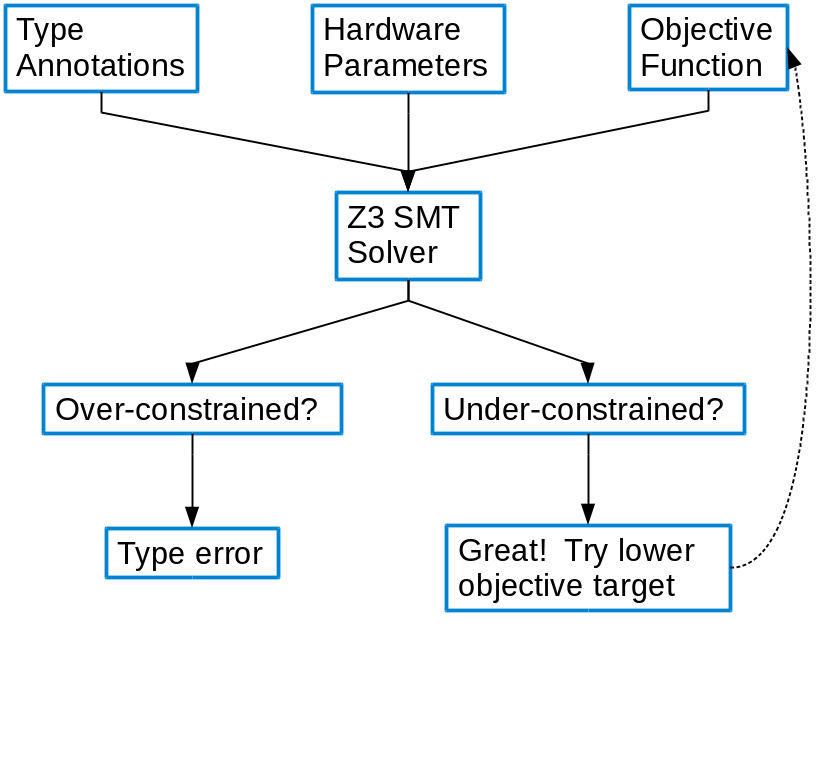 Type
Annotations
Hardware
Parameters
Objective
Function
Z3 SMT
Solver
Over-constrained?
Under-constrained?
Type error
Great!  Try lower
objective target